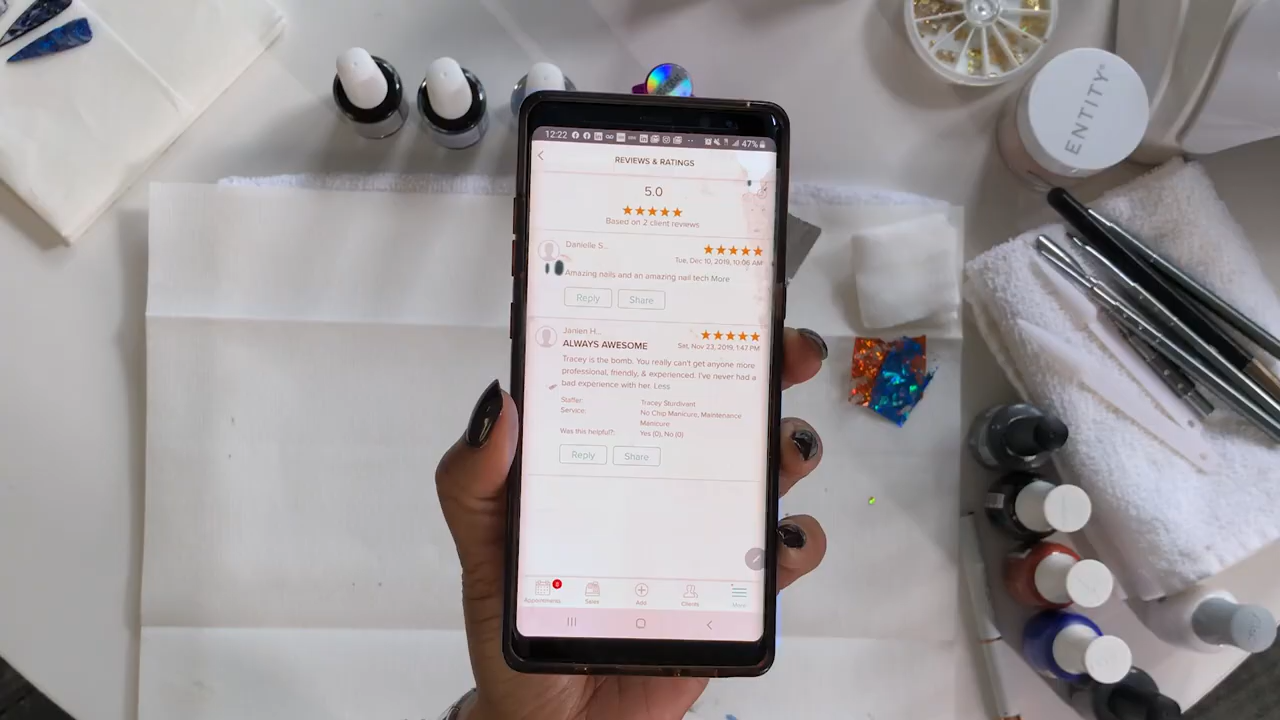 ENTITY
12:22
47%
REVIEWS & RATINGS
5.0
Based on 2 client reviews
Danielle S...
Tue, Dec 10, 2019, 10:06 AM
Amazing nails and an amazing nail tech More
Reply Share
Janien H...
ALWAYS AWESOME
Sat, Nov 23, 2019, 1:47 PM
Tracey is the bomb. You really can't get anyone more
professional, friendly, & experienced. I've never had a
bad experience with her. Less
Staffer: Tracey Sturdivant
Service: No Chip Manicure, Maintenance
Manicure
Was this helpful?: Yes (0), No (0)
Reply Share
Appointments Sales Add Clients More